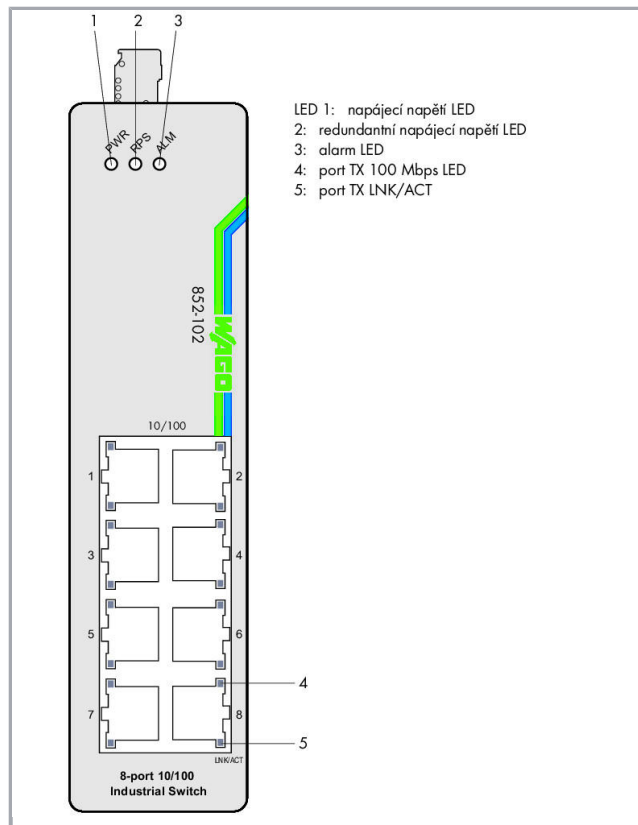 1 2 3
PWR RPS ALM
LED 1: napájecí napětí LED
2: redundantní napájecí napětí LED
3: alarm LED
4: port TX 100 Mbps LED
5: port TX LNK/ACT
852-102
WAGO
10/100
1 2
3 4
5 6
4
7 8
5
LNK/ACT
8-port 10/100
Industrial Switch